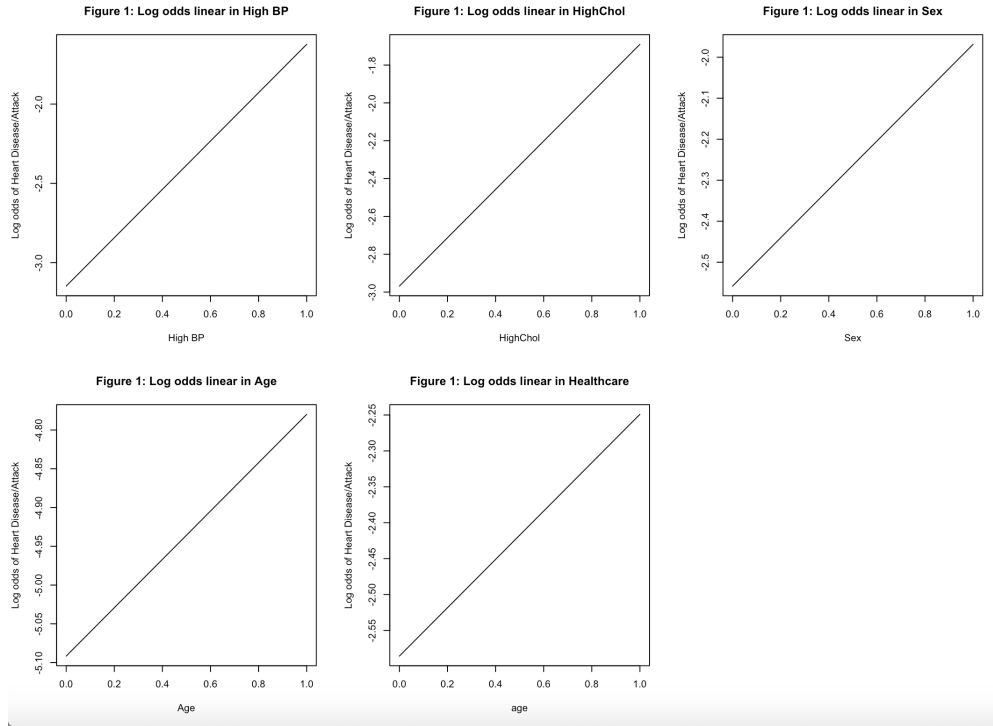 Figure 1: Log odds linear in High BP
Log odds of Heart Disease/Attack
-2.0
-2.5
-3.0
0.0 0.2 0.4 0.6 0.8 1.0
High BP
Figure 1: Log odds linear in HighChol
Log odds of Heart Disease/Attack
-1.8
-2.0
-2.2
-2.4
-2.6
-2.8
-3.0
0.0 0.2 0.4 0.6 0.8 1.0
HighChol
Figure 1: Log odds linear in Sex
Log odds of Heart Disease/Attack
-2.0
-2.1
-2.2
-2.3
-2.4
-2.5
0.0 0.2 0.4 0.6 0.8 1.0
Sex
Figure 1: Log odds linear in Age
Log odds of Heart Disease/Attack
-4.80
-4.85
-4.90
-4.95
-5.00
-5.05
-5.10
0.0 0.2 0.4 0.6 0.8 1.0
Age
Figure 1: Log odds linear in Healthcare
Log odds of Heart Disease/Attack
-2.25
-2.30
-2.35
-2.40
-2.45
-2.50
-2.55
0.0 0.2 0.4 0.6 0.8 1.0
age